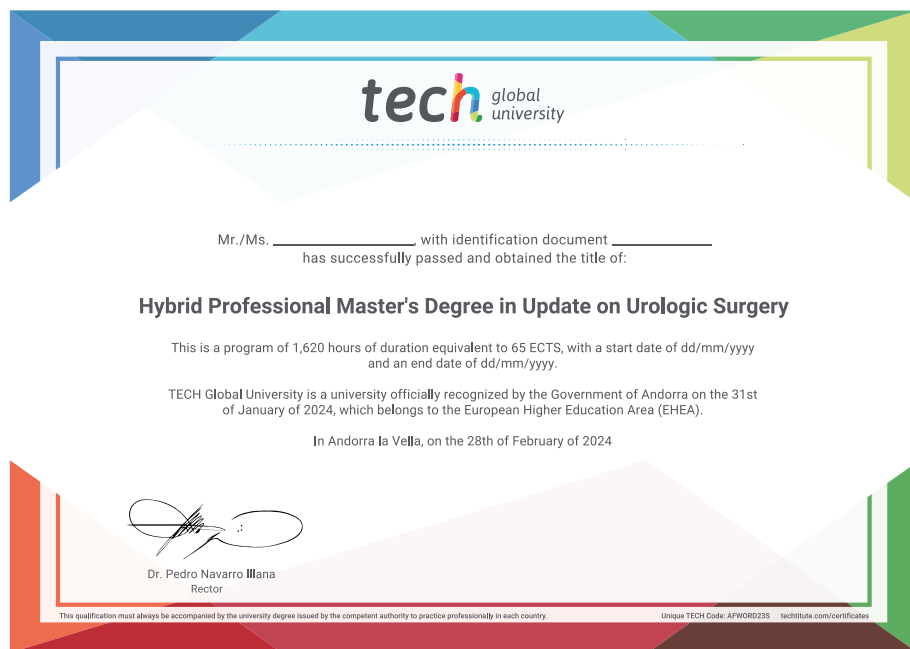 tech global university
Mr./Ms. ____________________, with identification document ______________
has successfully passed and obtained the title of:
Hybrid Professional Master's Degree in Update on Urologic Surgery
This is a program of 1,620 hours of duration equivalent to 65 ECTS, with a start date of dd/mm/yyyy
and an end date of dd/mm/yyyy.
TECH Global University is a university officially recognized by the Government of Andorra on the 31st
of January of 2024, which belongs to the European Higher Education Area (EHEA).
In Andorra la Vella, on the 28th of February of 2024
Dr. Pedro Navarro Illana
Rector
This qualification must always be accompanied by the university degree issued by the competent authority to practice professionally in each country.
Unique TECH Code: AFWORD23S techtitute.com/certificates